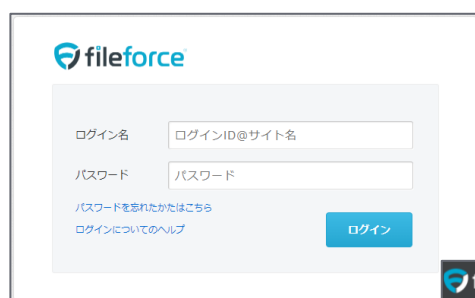 fileforce
ログイン名 ログインID@サイト名
パスワード パスワード
パスワードを忘れたかたはこちら
ログインについてのヘルプ
ログイン